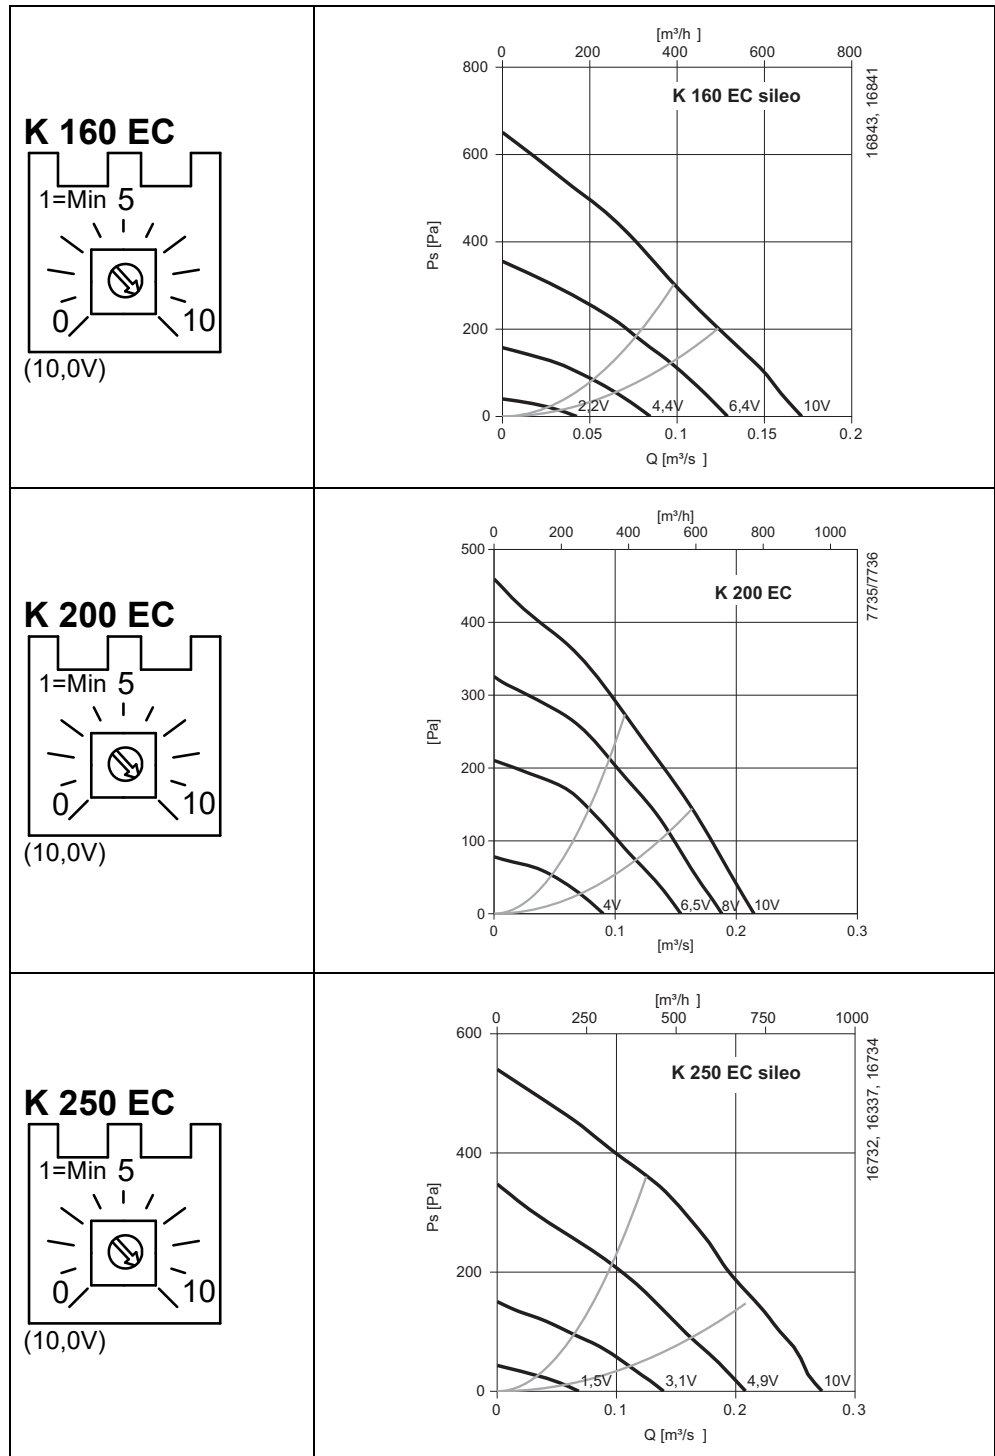 K 160 EC
1=Min 5
0 10
(10,0V)
[m³/h ]
0 200 400 600 800
800
600
400
200
0
Ps [Pa]
K 160 EC sileo
16843, 16841
2,2V 4,4V 6,4V 10V
0 0.05 0.1 0.15 0.2
Q [m³/s ]
K 200 EC
1=Min 5
0 10
(10,0V)
[m³/h]
0 200 400 600 800 1000
500
400
300
200
100
0
[Pa]
K 200 EC
7735/7736
4V 6,5V 8V 10V
0 0.1 0.2 0.3
[m³/s]
K 250 EC
1=Min 5
0 10
(10,0V)
[m³/h ]
0 250 500 750 1000
600
400
200
0
Ps [Pa]
K 250 EC sileo
16732, 16337, 16734
1,5V 3,1V 4,9V 10V
0 0.1 0.2 0.3
Q [m³/s ]